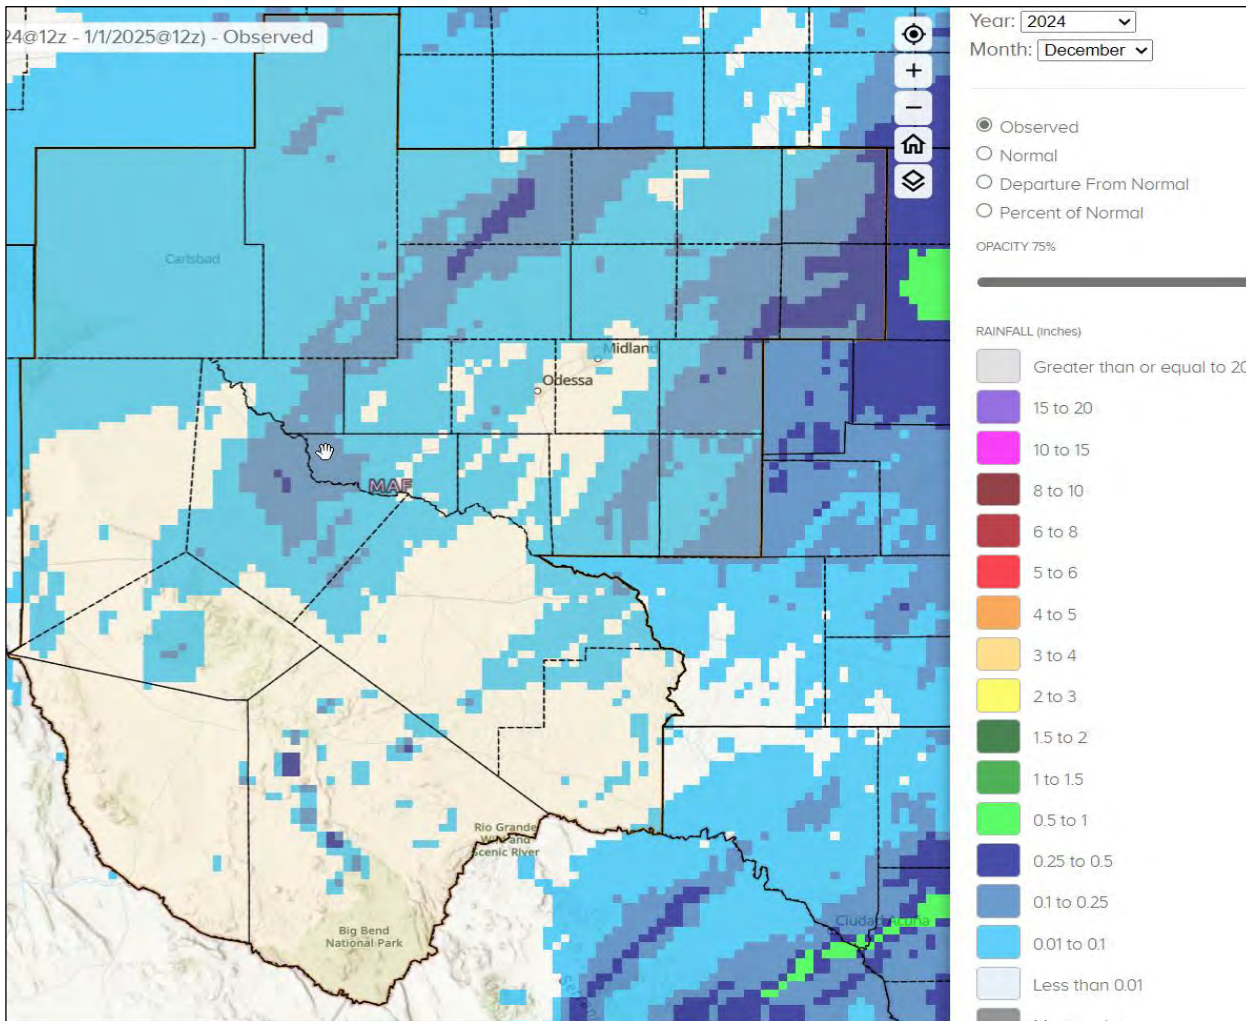 24@12z - 1/1/2025@12z) - Observed
Year: 2024
Month: December
Observed
Normal
Departure From Normal
Percent of Normal
OPACITY 75%
RAINFALL (inches)
Greater than or equal to 20
15 to 20
10 to 15
8 to 10
6 to 8
5 to 6
4 to 5
3 to 4
2 to 3
1.5 to 2
1 to 1.5
0.5 to 1
0.25 to 0.5
0.1 to 0.25
0.01 to 0.1
Less than 0.01
Carlsbad
Midland
Odessa
MAF
Rio Grande
Wild and
Scenic River
Big Bend
National Park
Ciudad Acuña